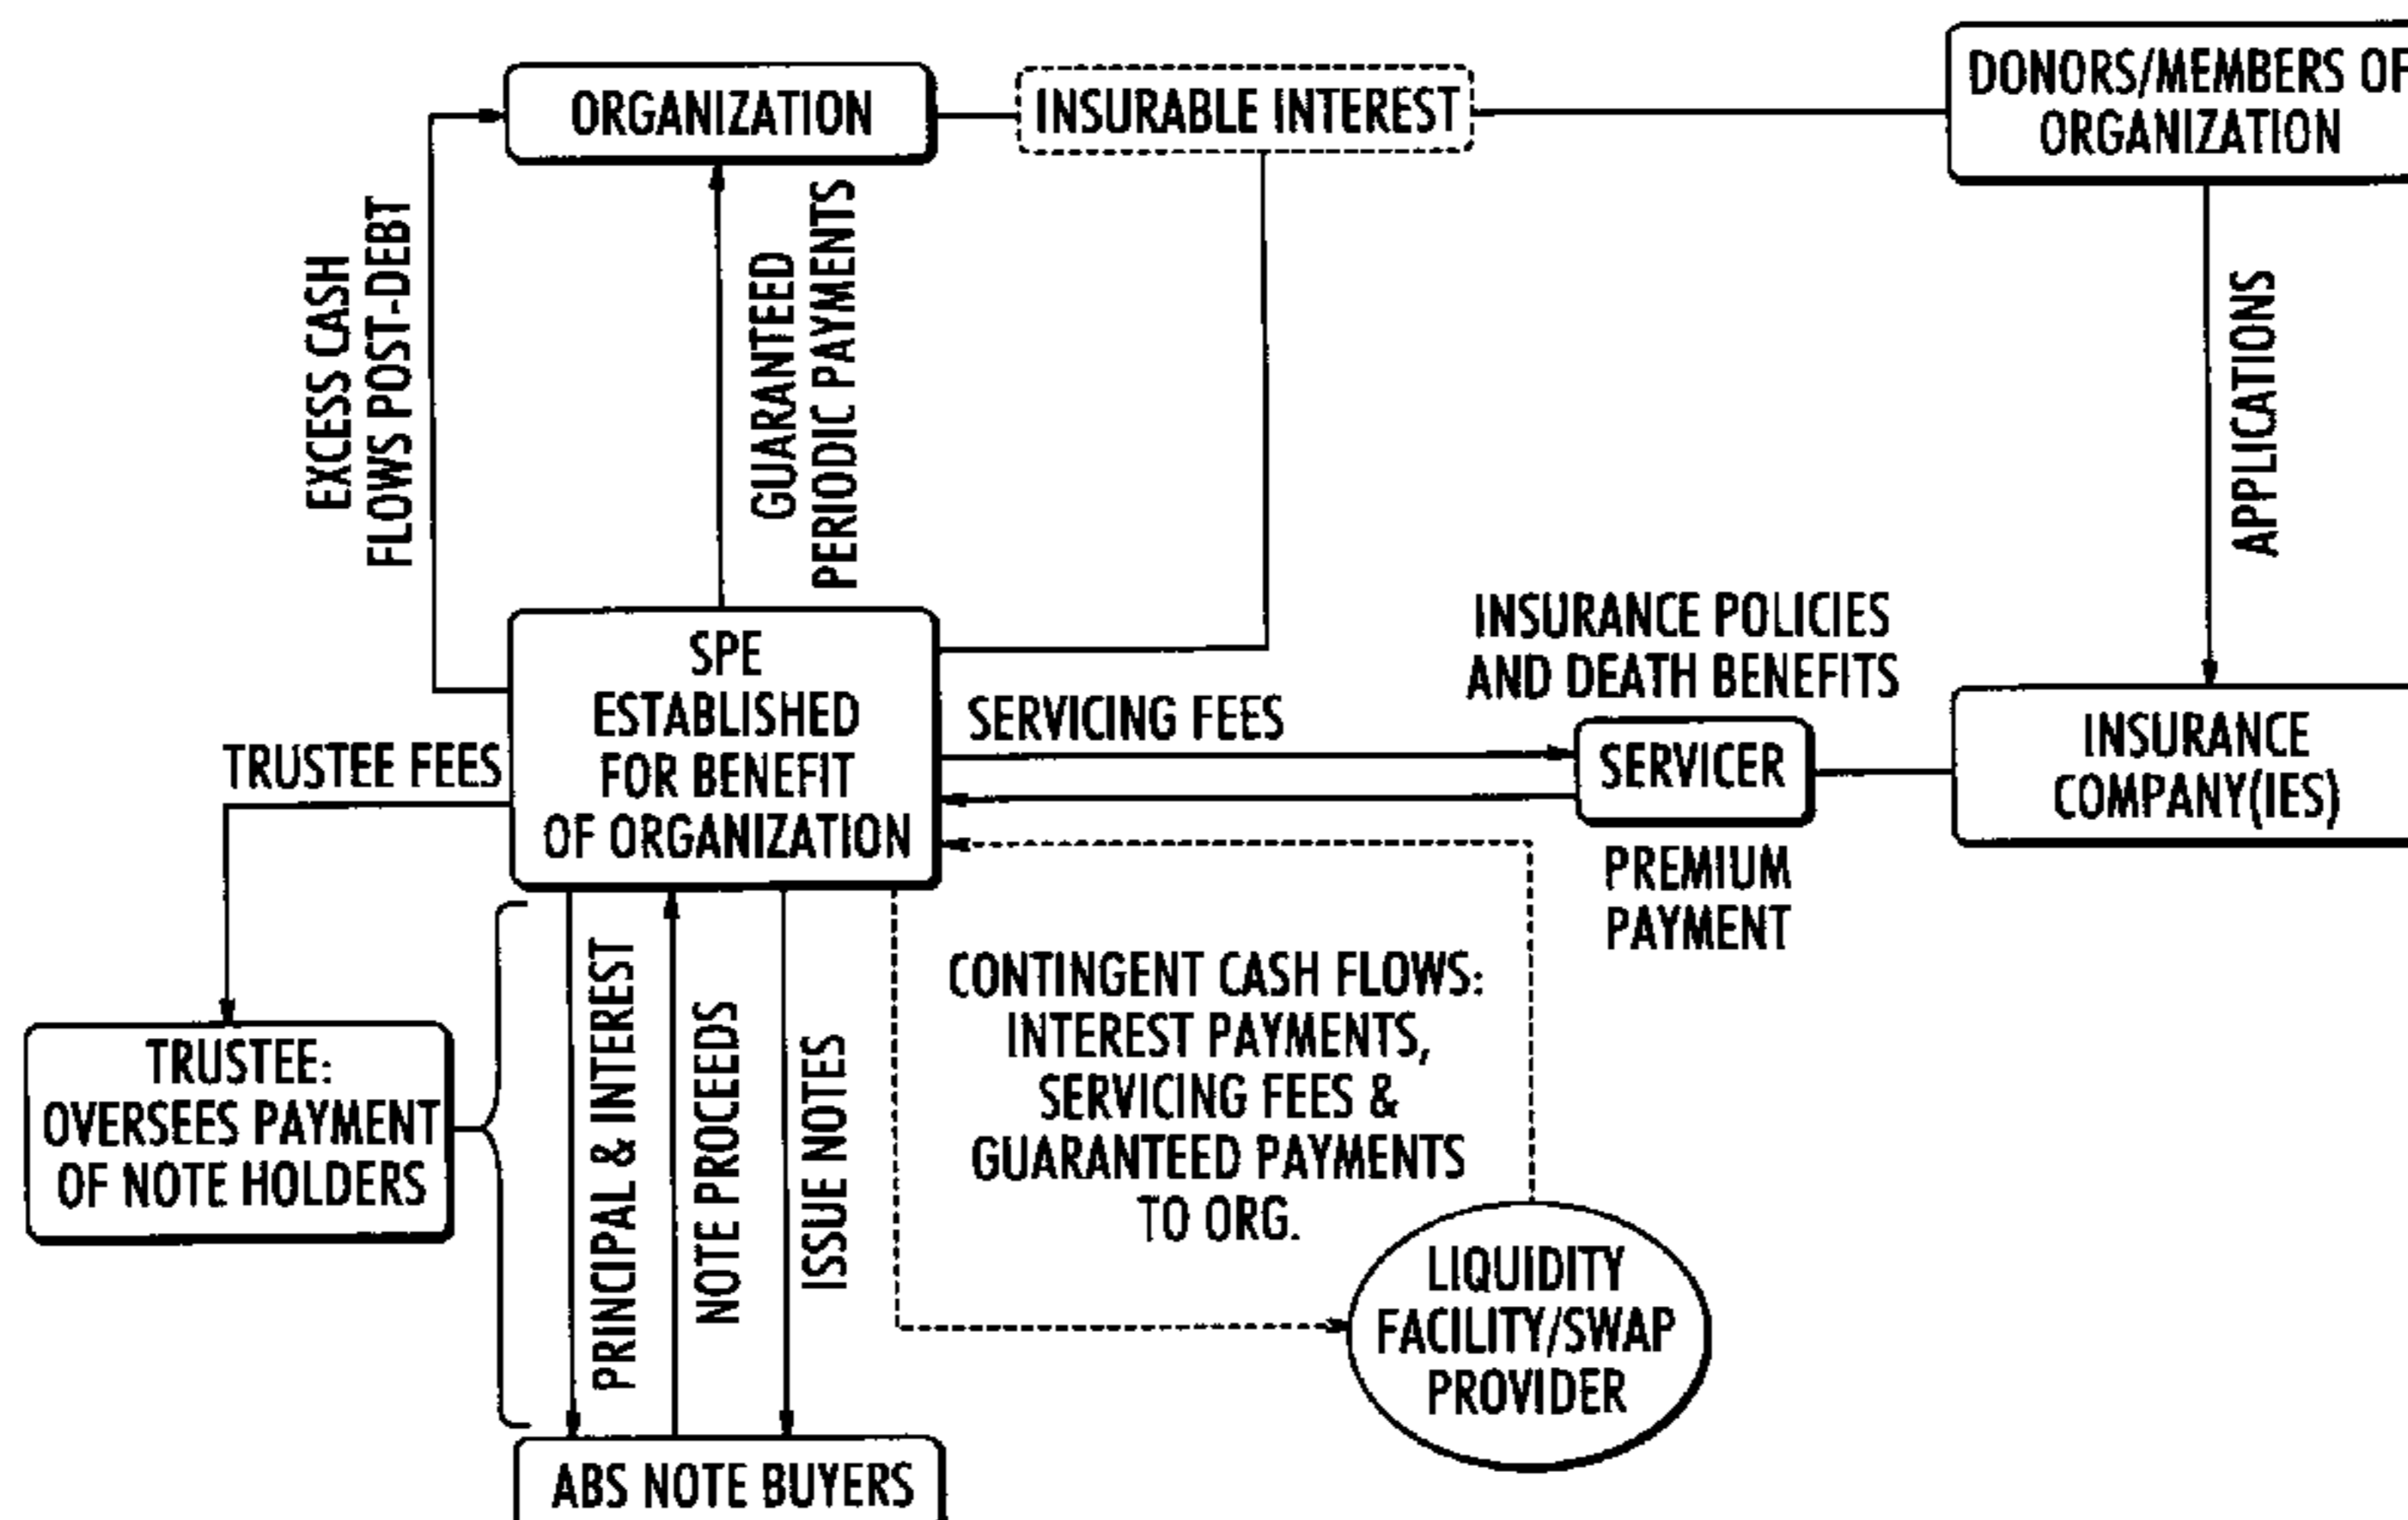 ORGANIZATION
INSURABLE INTEREST
DONORS/MEMBERS OF
ORGANIZATION
EXCESS CASH
FLOWS POST-DEBT
GUARANTEED
PERIODIC PAYMENTS
APPLICATIONS
SPE
ESTABLISHED
FOR BENEFIT
OF ORGANIZATION
SERVICING FEES
INSURANCE POLICIES
AND DEATH BENEFITS
SERVICER
PREMIUM
PAYMENT
INSURANCE
COMPANY(IES)
TRUSTEE FEES
TRUSTEE:
OVERSEES PAYMENT
OF NOTE HOLDERS
PRINCIPAL & INTEREST
NOTE PROCEEDS
ISSUE NOTES
CONTINGENT CASH FLOWS:
INTEREST PAYMENTS,
SERVICING FEES &
GUARANTEED PAYMENTS
TO ORG.
LIQUIDITY
FACILITY/SWAP
PROVIDER
ABS NOTE BUYERS